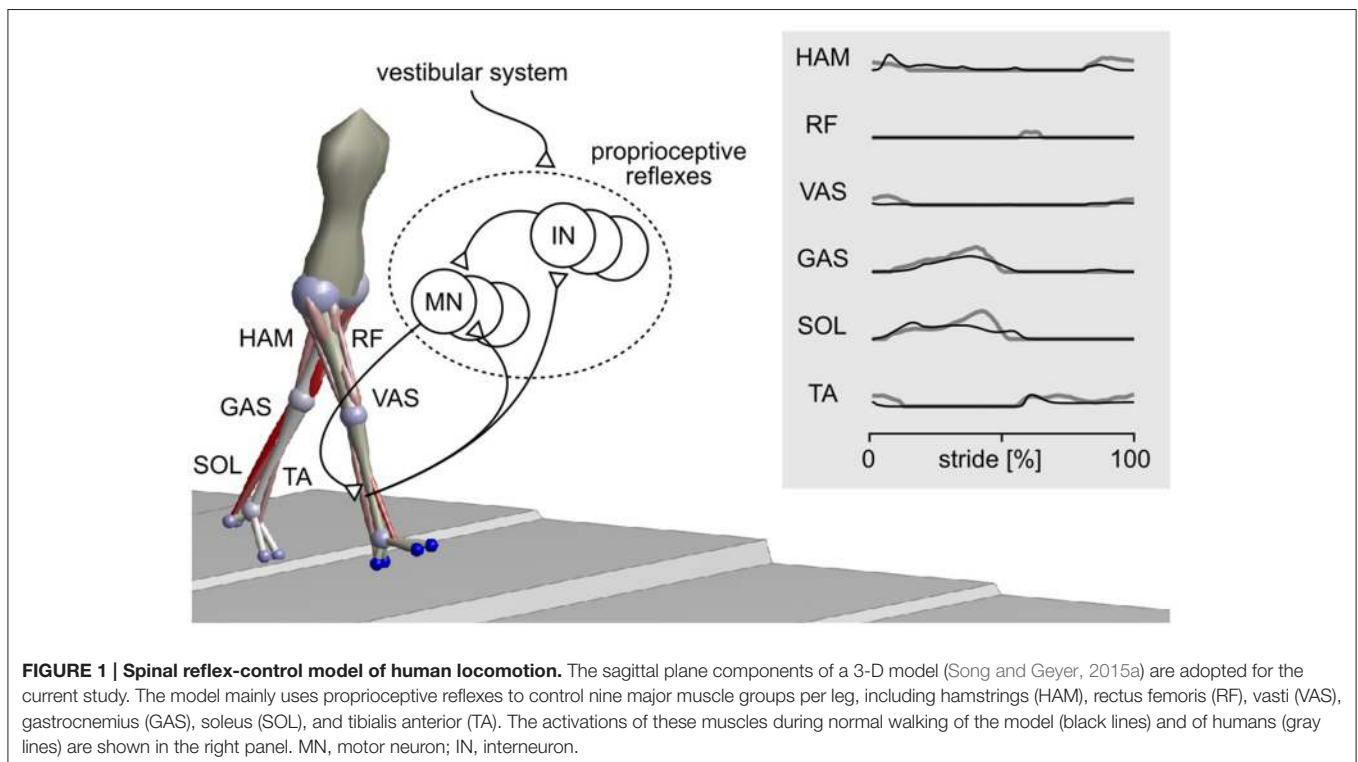 vestibular system
proprioceptive
reflexes
IN
MN
HAM
RF
GAS
VAS
SOL
TA
HAM
RF
VAS
GAS
SOL
TA
0 stride [%] 100
FIGURE 1 | Spinal reflex-control model of human locomotion. The sagittal plane components of a 3-D model (Song and Geyer, 2015a) are adopted for the
current study. The model mainly uses proprioceptive reflexes to control nine major muscle groups per leg, including hamstrings (HAM), rectus femoris (RF), vasti (VAS),
gastrocnemius (GAS), soleus (SOL), and tibialis anterior (TA). The activations of these muscles during normal walking of the model (black lines) and of humans (gray
lines) are shown in the right panel. MN, motor neuron; IN, interneuron.